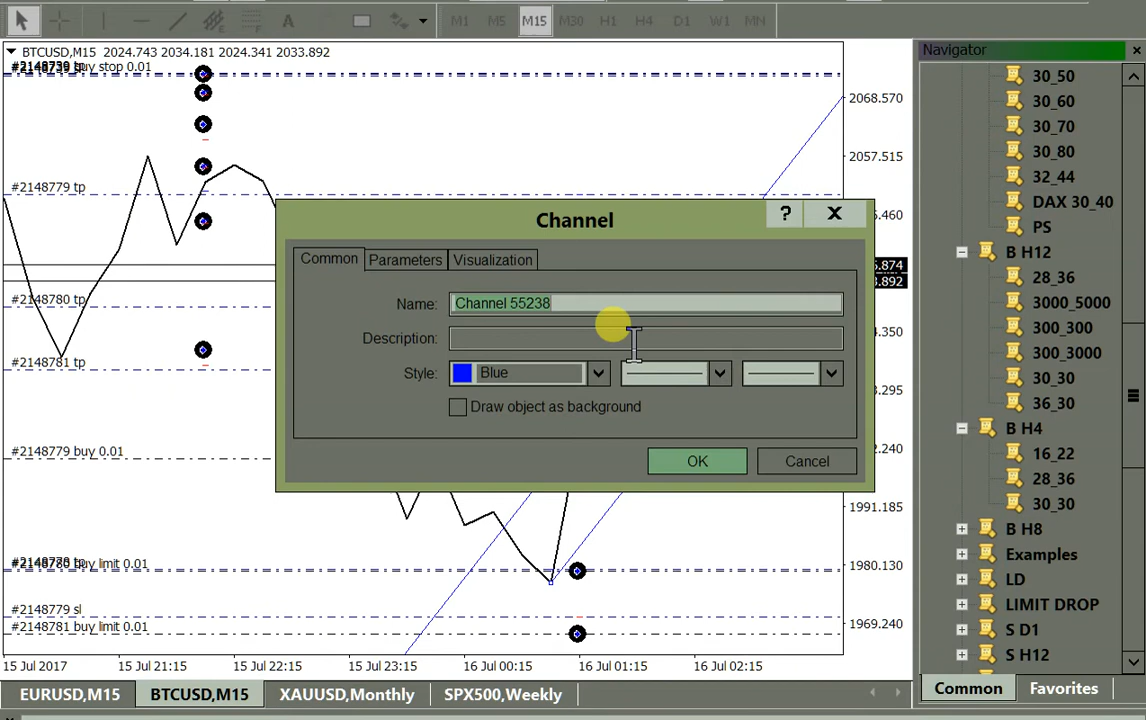 A
M1 M5 M15 M30 H1 H4 D1 W1 MN
BTCUSD,M15 2024.743 2034.181 2024.341 2033.892
buy stop 0.01
#2148779 tp
#2148780 tp
#2148781 tp
#2148779 buy 0.01
#2148780 buy limit 0.01
#2148779 sl
#2148781 buy limit 0.01
2068.570
2057.515
.460
.874
.892
.350
.295
.240
1991.185
1980.130
1969.240
15 Jul 2017 15 Jul 21:15 15 Jul 22:15 15 Jul 23:15 16 Jul 00:15 16 Jul 01:15 16 Jul 02:15
EURUSD,M15 BTCUSD,M15 XAUUSD,Monthly SPX500,Weekly
Channel
? X
Common Parameters Visualization
Name: Channel 55238
Description:
Style: Blue
Draw object as background
OK Cancel
Navigator ×
30_50
30_60
30_70
30_80
32_44
DAX 30_40
PS
B H12
28_36
3000_5000
300_300
300_3000
30_30
36_30
B H4
16_22
28_36
30_30
B H8
Examples
LD
LIMIT DROP
S D1
S H12
Common Favorites